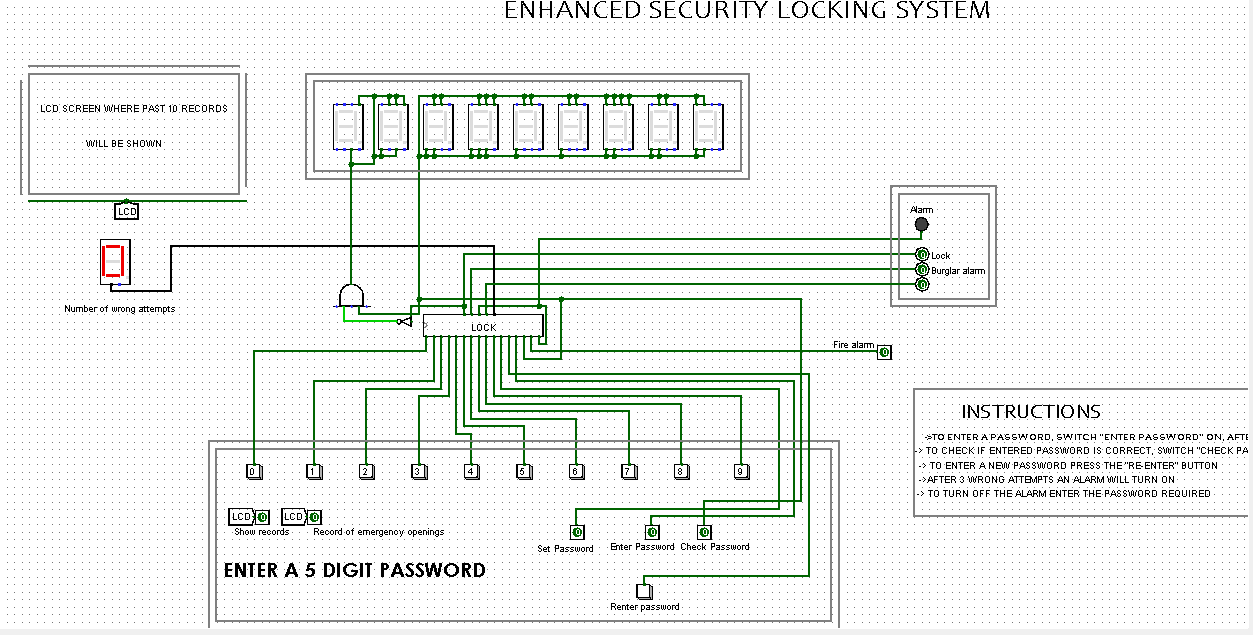 ENHANCED SECURITY LOCKING SYSTEM
LCD SCREEN WHERE PAST 10 RECORDS
WILL BE SHOWN
LCD
Number of wrong attempts
Alarm
Lock
Burglar alarm
LOCK
Fire alarm
INSTRUCTIONS
->TO ENTER A PASSWORD, SWITCH "ENTER PASSWORD" ON, AFTE
-> TO CHECK IF ENTERED PASSWORD IS CORRECT, SWITCH "CHECK PA
-> TO ENTER A NEW PASSWORD PRESS THE "RE-ENTER" BUTTON
->AFTER 3 WRONG ATTEMPTS AN ALARM WILL TURN ON
-> TO TURN OFF THE ALARM ENTER THE PASSWORD REQUIRED
0 1 2 3 4 5 6 7 8 9
LCD 0 LCD 0
Show records Record of emergency openings
Set Password Enter Password Check Password
ENTER A 5 DIGIT PASSWORD
Renter password